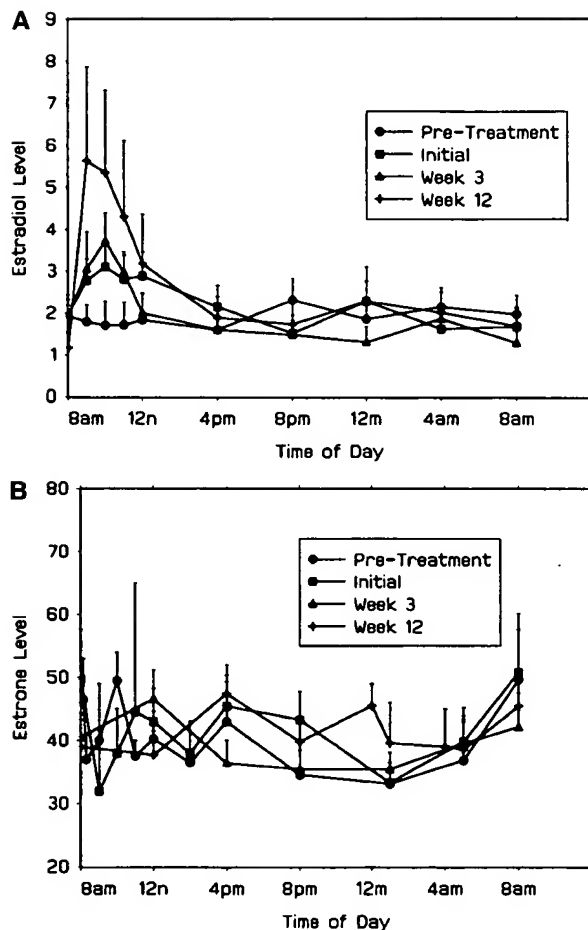 A
9
8
7
6
5
4
3
2
1
0
Estradiol Level
Pre-Treatment
Initial
Week 3
Week 12
8am 12n 4pm 8pm 12m 4am 8am
Time of Day
B
80
70
60
50
40
30
20
Estrone Level
Pre-Treatment
Initial
Week 3
Week 12
8am 12n 4pm 8pm 12m 4am 8am
Time of Day